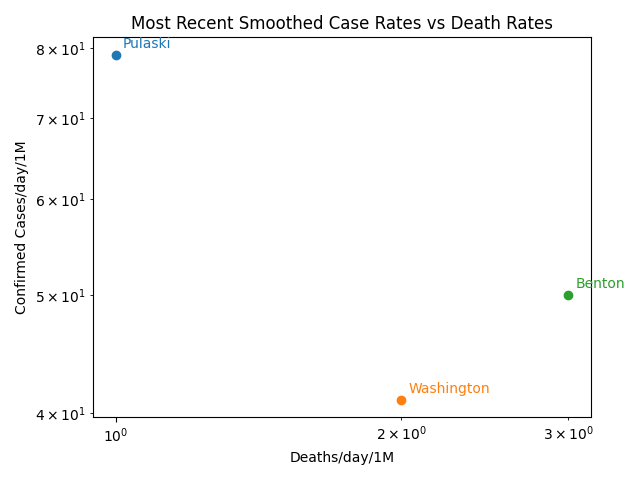 Most Recent Smoothed Case Rates vs Death Rates
8 × 10¹
7 × 10¹
6 × 10¹
5 × 10¹
4 × 10¹
Confirmed Cases/day/1M
Pulaski
Benton
Washington
10⁰
2 × 10⁰
3 × 10⁰
Deaths/day/1M